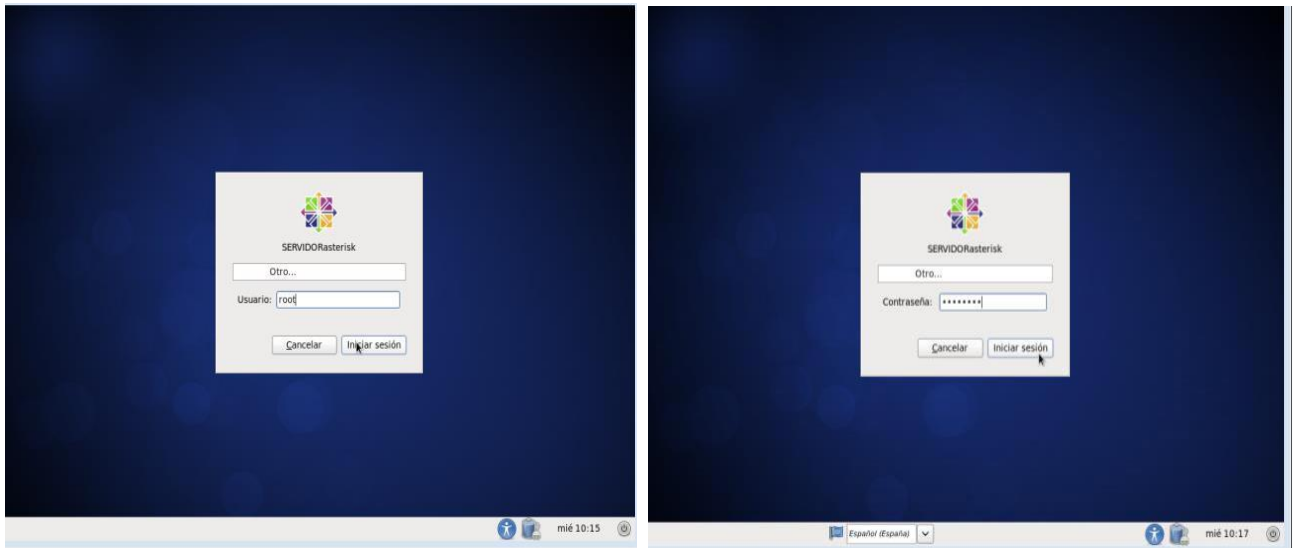 SERVIDORasterisk
Otro...
Usuario: root
Cancelar Iniciar sesión
mié 10:15
SERVIDORasterisk
Otro...
Contraseña: ••••••••
Cancelar Iniciar sesión
Español (España)
mié 10:17